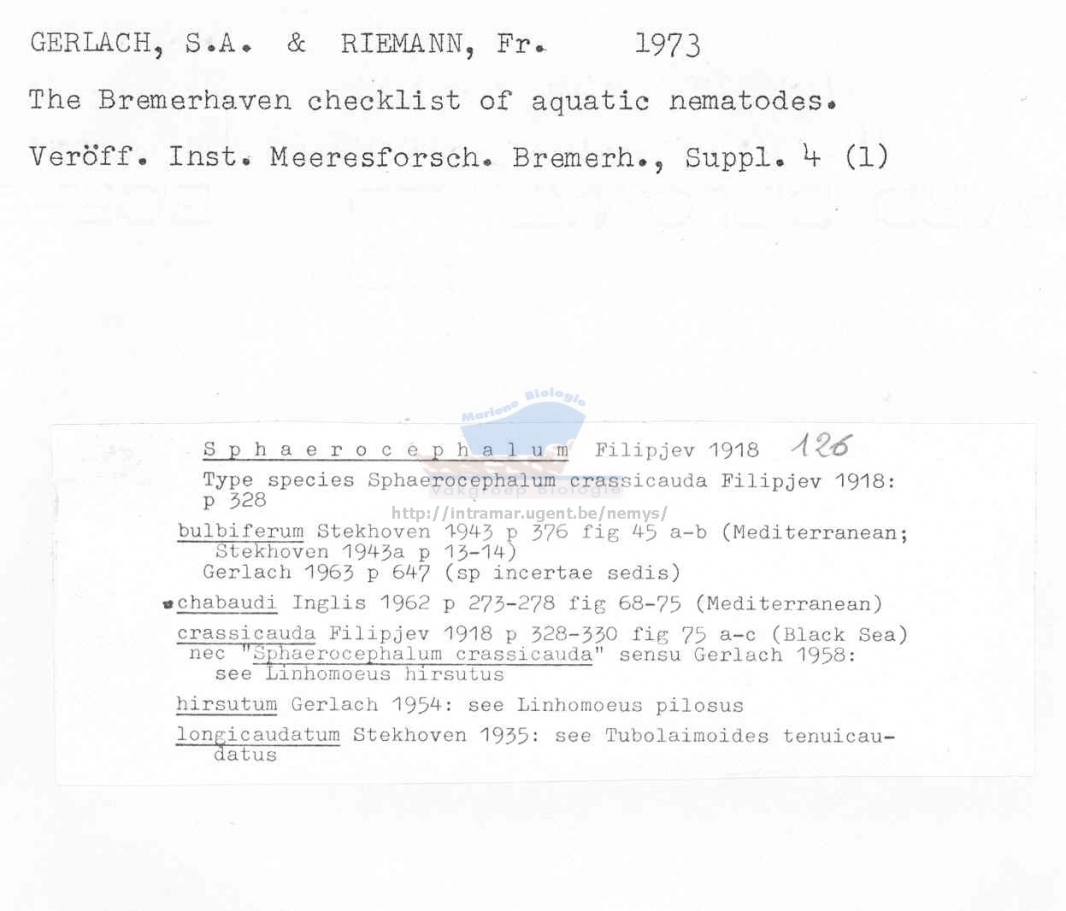 GERLACH, S.A. & RIEMANN, Fr. 1973
The Bremerhaven checklist of aquatic nematodes.
Veröff. Inst. Meeresforsch. Bremerh., Suppl. 4 (1)
Mariene Biologie
S p h a e r o c e p h a l u m Filipjev 1918 126
Type species Sphaerocephalum crassicauda Filipjev 1918:
p 328
Vakgroep Biologie
http://intramar.ugent.be/nemys/
bulbiferum Stekhoven 1943 p 376 fig 45 a-b (Mediterranean;
Stekhoven 1943a p 13-14)
Gerlach 1963 p 647 (sp incertae sedis)
chabaudi Inglis 1962 p 273-278 fig 68-75 (Mediterranean)
crassicauda Filipjev 1918 p 328-330 fig 75 a-c (Black Sea)
nec "Sphaerocephalum crassicauda" sensu Gerlach 1958:
see Linhomoeus hirsutus
hirsutum Gerlach 1954: see Linhomoeus pilosus
longicaudatum Stekhoven 1935: see Tubolaimoides tenuicau-
datus